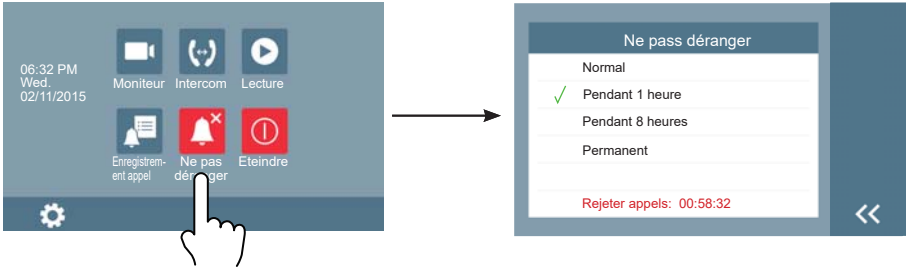 06:32 PM
Wed.
02/11/2015
Moniteur
Intercom
Lecture
Enregistrem-
ent appel
Ne pas
déranger
Eteindre
Ne pass déranger
Normal
Pendant 1 heure
Pendant 8 heures
Permanent
Rejeter appels: 00:58:32